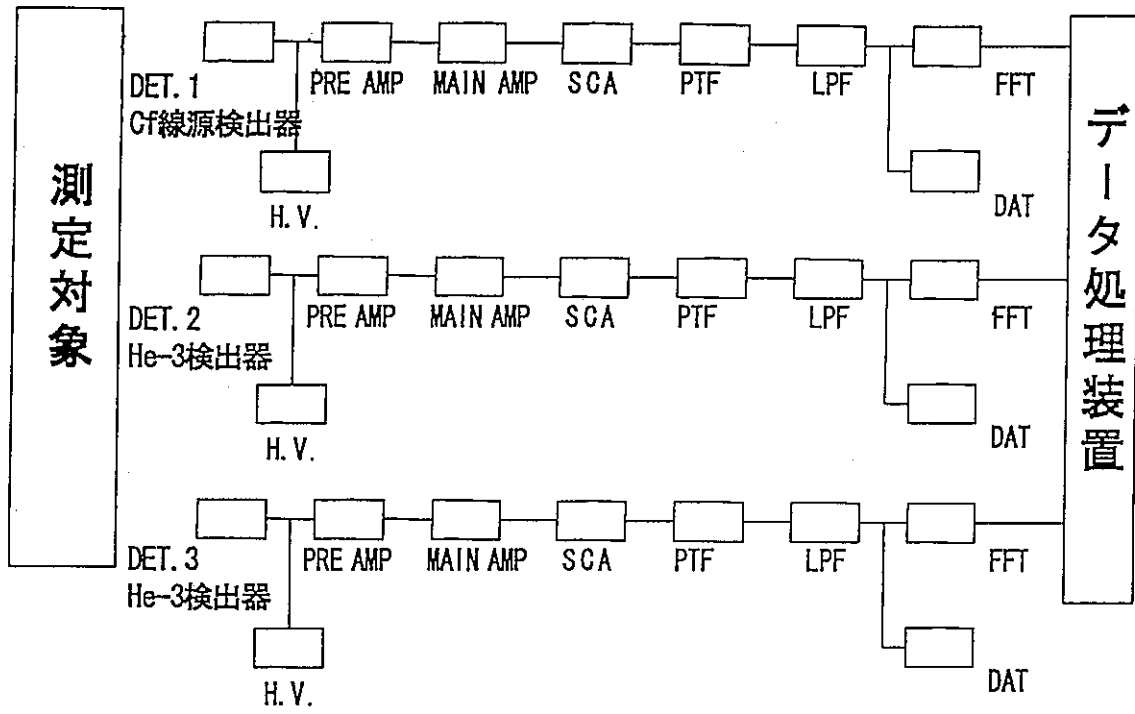 測定対象
DET. 1
Cf線源検出器
PRE AMP
MAIN AMP
SCA
PTF
LPF
FFT
H. V.
DAT
DET. 2
He-3検出器
PRE AMP
MAIN AMP
SCA
PTF
LPF
FFT
H. V.
DAT
DET. 3
He-3検出器
PRE AMP
MAIN AMP
SCA
PTF
LPF
FFT
H. V.
DAT
データ処理装置